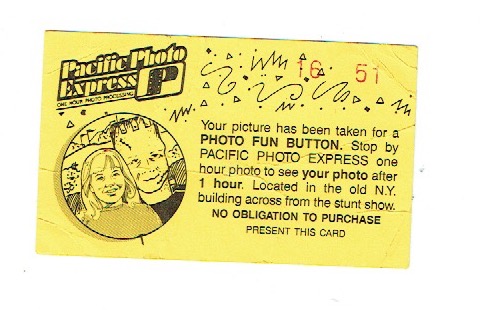 Pacific Photo
Express P
ONE HOUR PHOTO PROCESSING
16 51
Your picture has been taken for a
PHOTO FUN BUTTON. Stop by
PACIFIC PHOTO EXPRESS one
hour photo to see your photo after
1 hour. Located in the old N.Y.
building across from the stunt show.
NO OBLIGATION TO PURCHASE
PRESENT THIS CARD